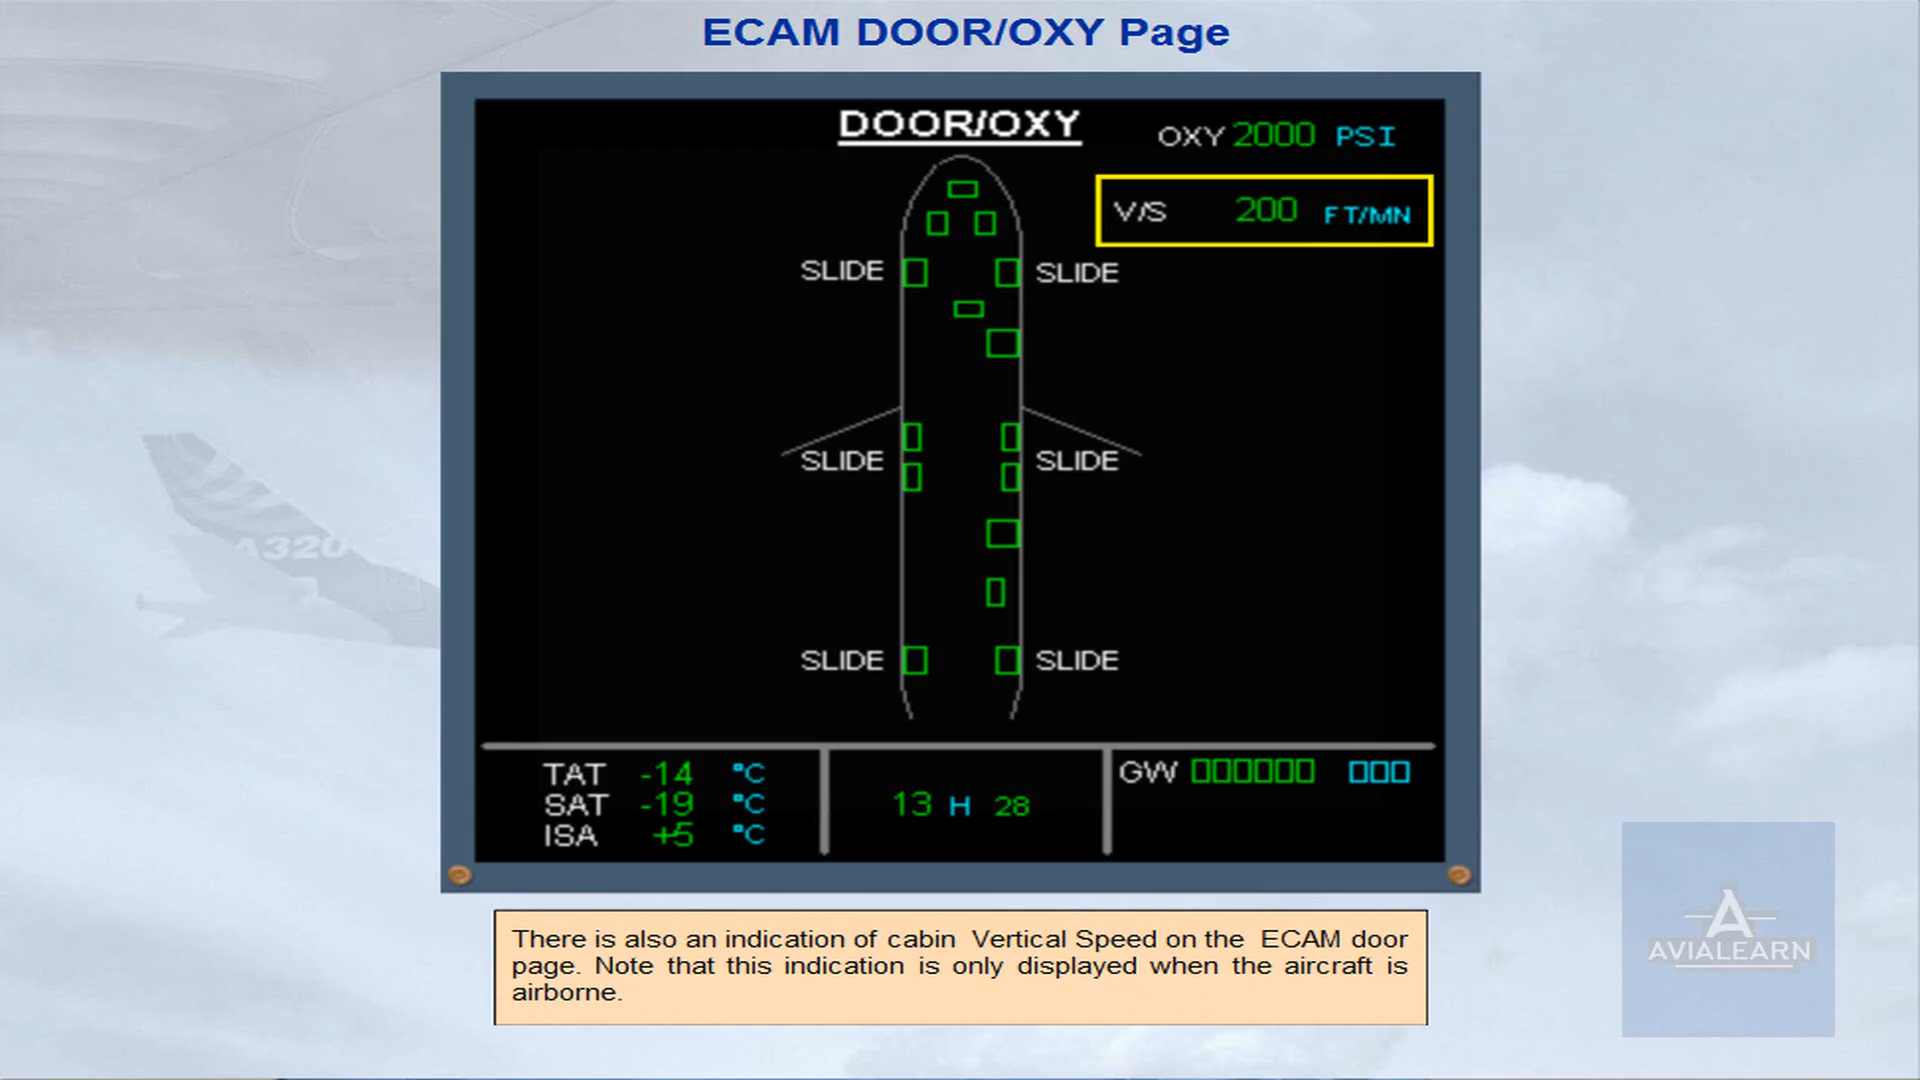 ECAM DOOR/OXY Page
DOOR/OXY
OXY 2000 PSI
V/S 200 FT/MN
SLIDE SLIDE
SLIDE SLIDE
A320
SLIDE SLIDE
TAT -14 °C
SAT -19 °C
ISA +5 °C
13 H 28
GW
There is also an indication of cabin Vertical Speed on the ECAM door
page. Note that this indication is only displayed when the aircraft is
airborne.
AVIALEARN